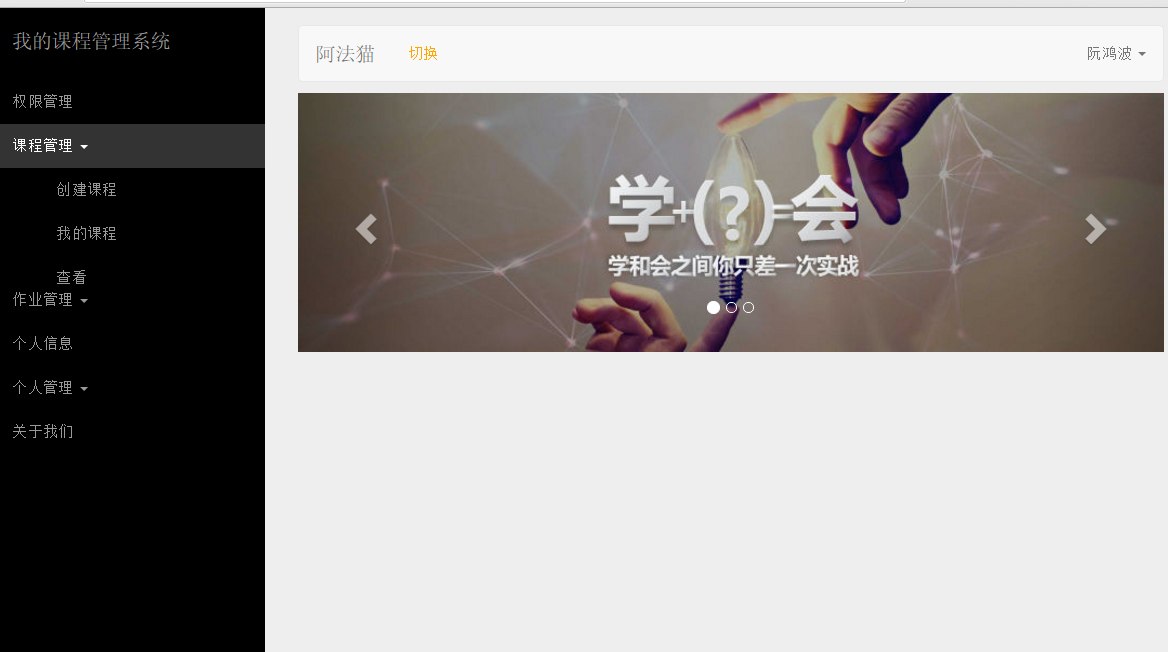 我的课程管理系统
权限管理
课程管理
创建课程
我的课程
查看
作业管理
个人信息
个人管理
关于我们
阿法猫 切换 阮鸿波
学+(?)=会
学和会之间你只差一次实战